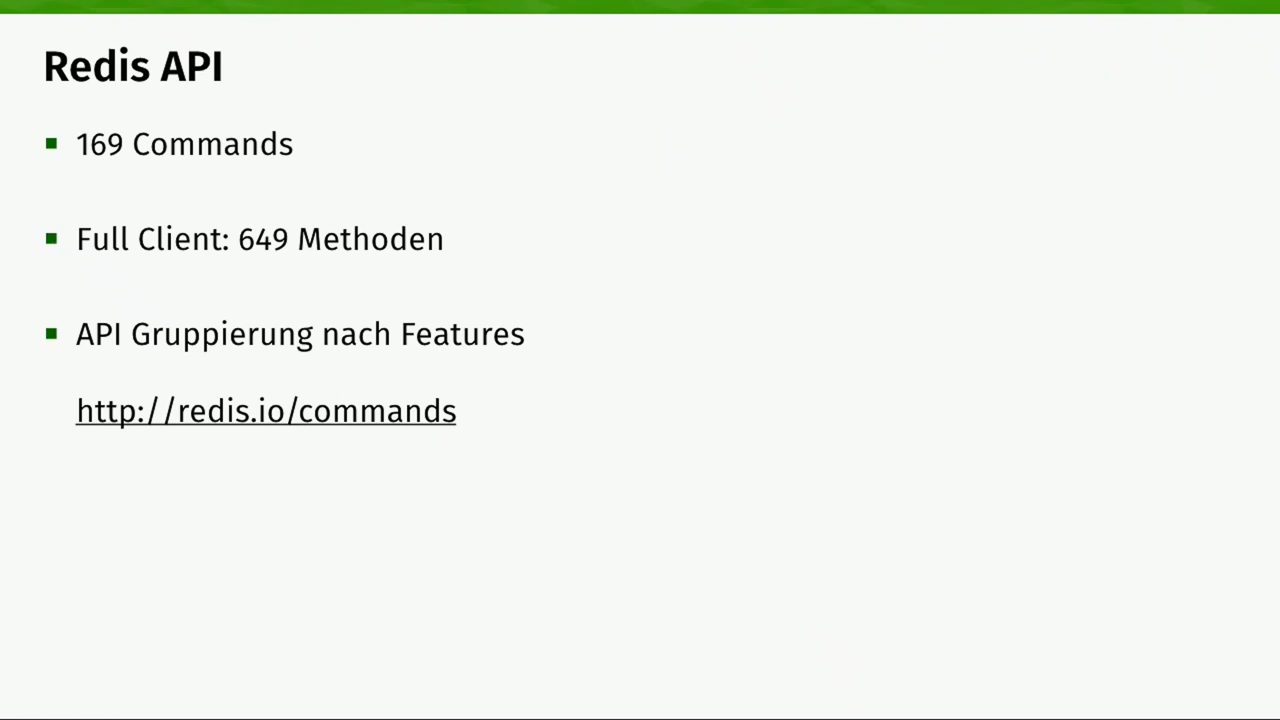 Redis API
169 Commands
Full Client: 649 Methoden
API Gruppierung nach Features
http://redis.io/commands